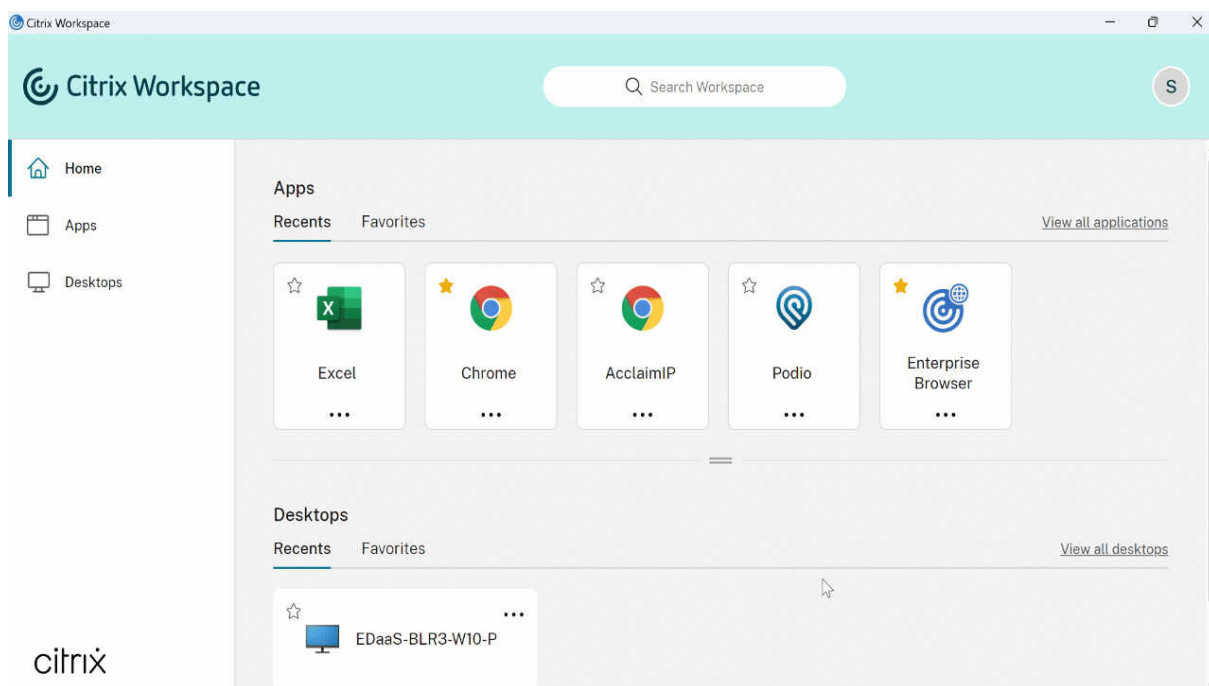 Citrix Workspace
Citrix Workspace
Search Workspace
S
Home
Apps
Desktops
Apps
Recents Favorites View all applications
X
Excel
Chrome
AcclaimIP
Podio
Enterprise
Browser
Desktops
Recents Favorites View all desktops
EDaaS-BLR3-W10-P
citrix